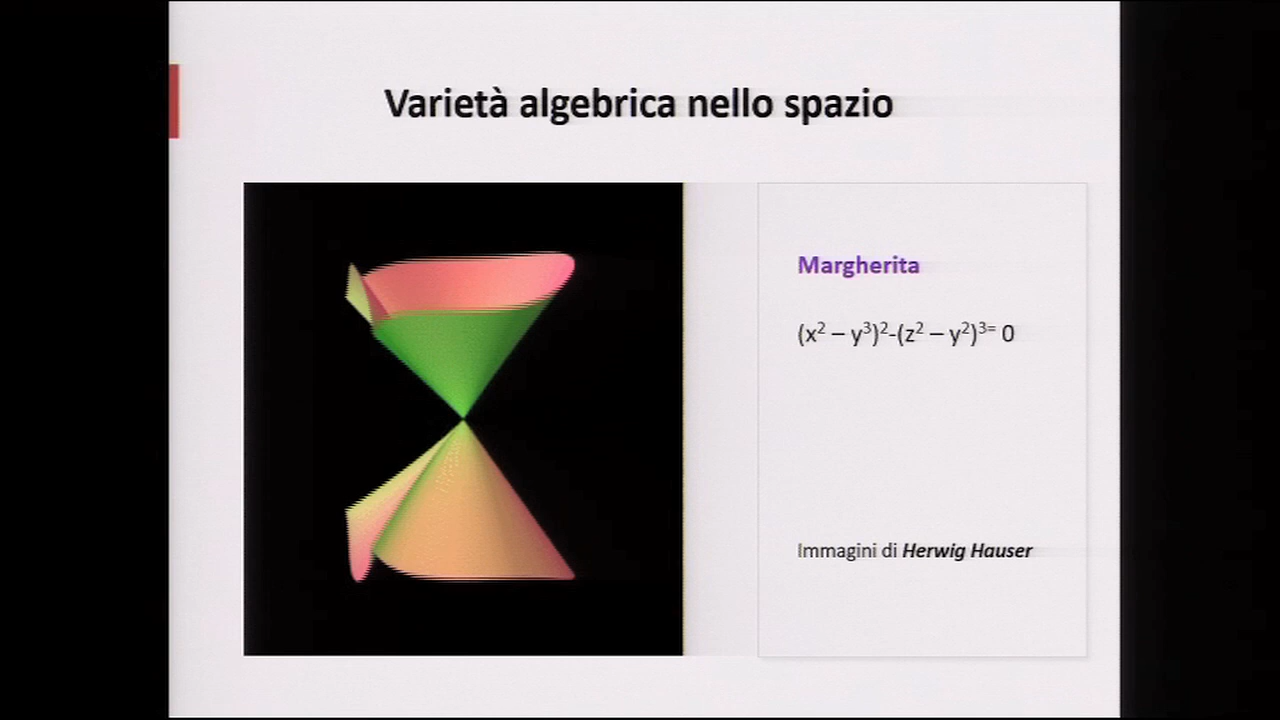 Varietà algebrica nello spazio
Margherita
(x² – y³)²-(z² – y²)³⁼ 0
Immagini di Herwig Hauser